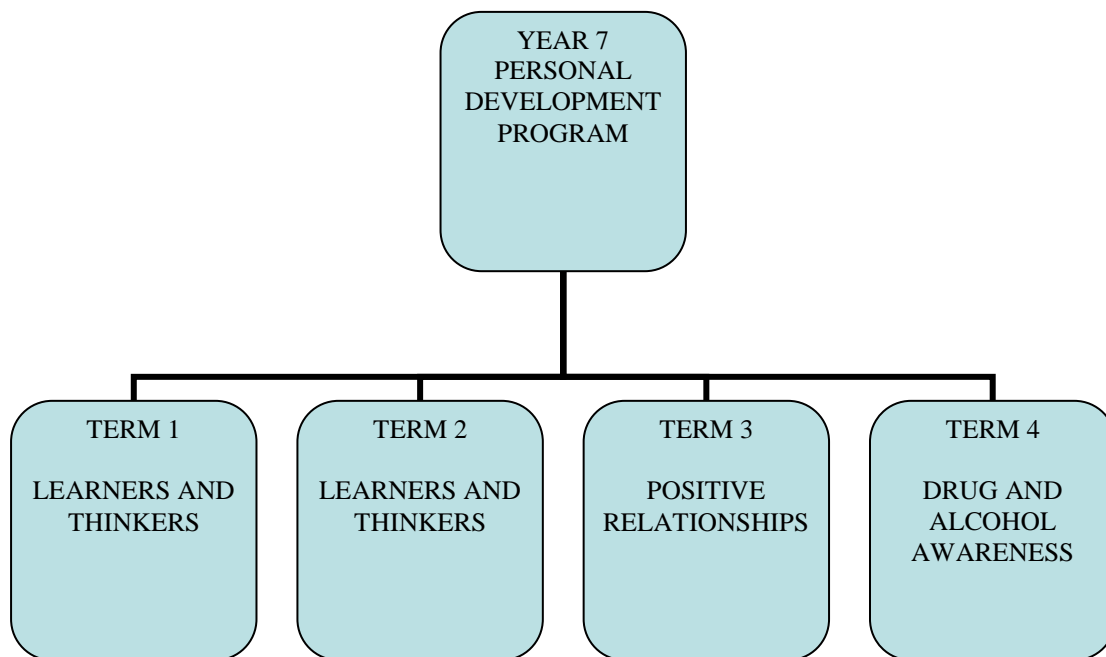 YEAR 7
PERSONAL
DEVELOPMENT
PROGRAM
TERM 1
LEARNERS AND
THINKERS
TERM 2
LEARNERS AND
THINKERS
TERM 3
POSITIVE
RELATIONSHIPS
TERM 4
DRUG AND
ALCOHOL
AWARENESS